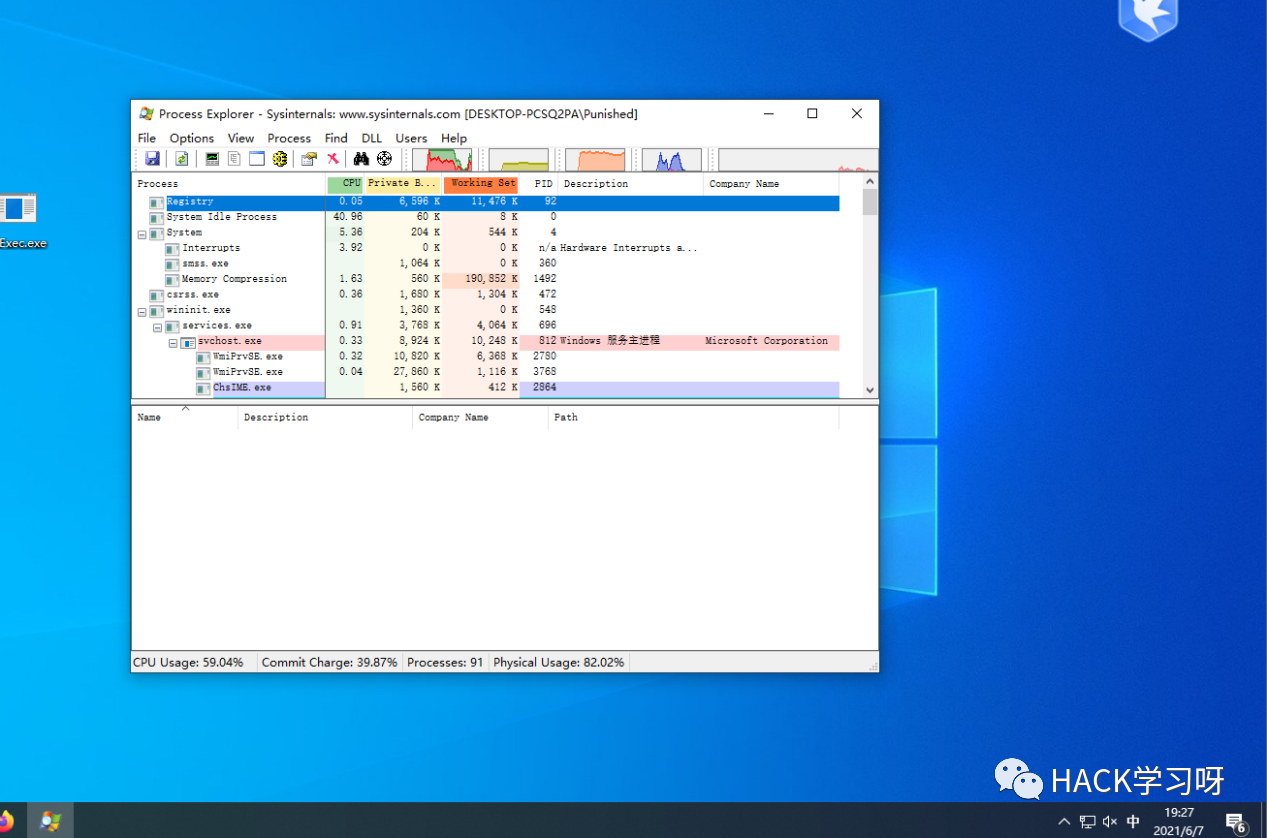 Process Explorer - Sysinternals: www.sysinternals.com [DESKTOP-PCSQ2PA\Punished]
File Options View Process Find DLL Users Help
Process CPU Private B... Working Set PID Description Company Name
Registry 0.05 6,596 K 11,476 K 92
System Idle Process 40.96 60 K 8 K 0
System 5.36 204 K 544 K 4
Exec.exe
Interrupts 3.92 0 K 0 K n/a Hardware Interrupts a...
smss.exe 1,064 K 0 K 360
Memory Compression 1.63 560 K 190,852 K 1492
csrss.exe 0.36 1,680 K 1,304 K 472
wininit.exe 1,360 K 0 K 548
services.exe 0.91 3,768 K 4,064 K 696
svchost.exe 0.33 8,924 K 10,248 K 812 Windows 服务主进程 Microsoft Corporation
WmiPrvSE.exe 0.32 10,820 K 6,368 K 2780
WmiPrvSE.exe 0.04 27,860 K 1,116 K 3768
ChsIME.exe 1,560 K 412 K 2864
Name Description Company Name Path
CPU Usage: 59.04% Commit Charge: 39.87% Processes: 91 Physical Usage: 82.02%
HACK学习呀
中 19:27
2021/6/7 6